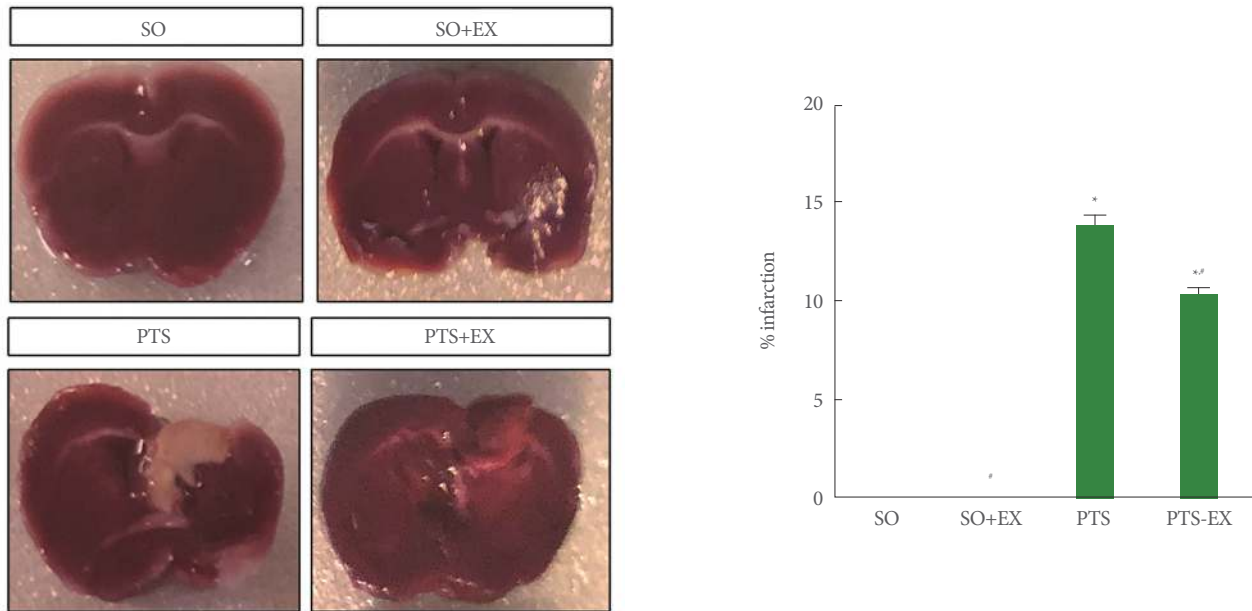 SO
SO+EX
PTS
PTS+EX
20
15
10
5
0
% infarction
#
*
*,#
SO
SO+EX
PTS
PTS-EX